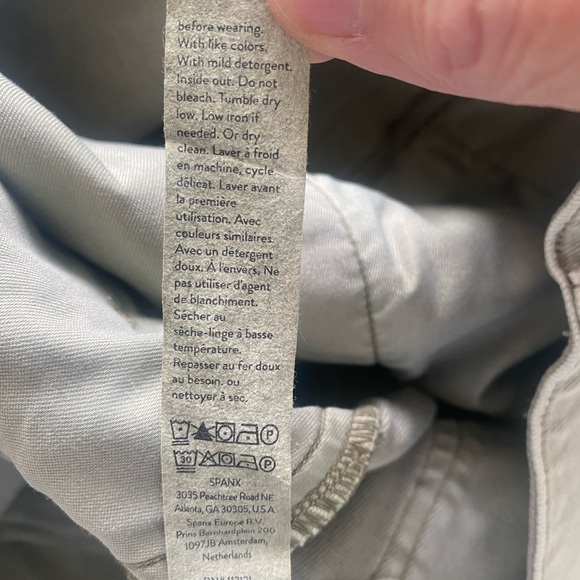 before wearing.
With like colors.
With mild detergent.
Inside out. Do not
bleach. Tumble dry
low. Low iron if
needed. Or dry
clean. Laver à froid
en machine, cycle
délicat. Laver avant
la première
utilisation. Avec
couleurs similaires.
Avec un détergent
doux. À l'envers. Ne
pas utiliser d'agent
de blanchiment.
Sécher au
sèche-linge à basse
température.
Repasser au fer doux
au besoin. ou
nettoyer à sec.
P
30 P
SPANX
3035 Peachtree Road NE
Atlanta, GA 30305, U.S.A
Spanx Europe B.V.
Prins Bernhardplein 200
1097JB Amsterdam,
Netherlands